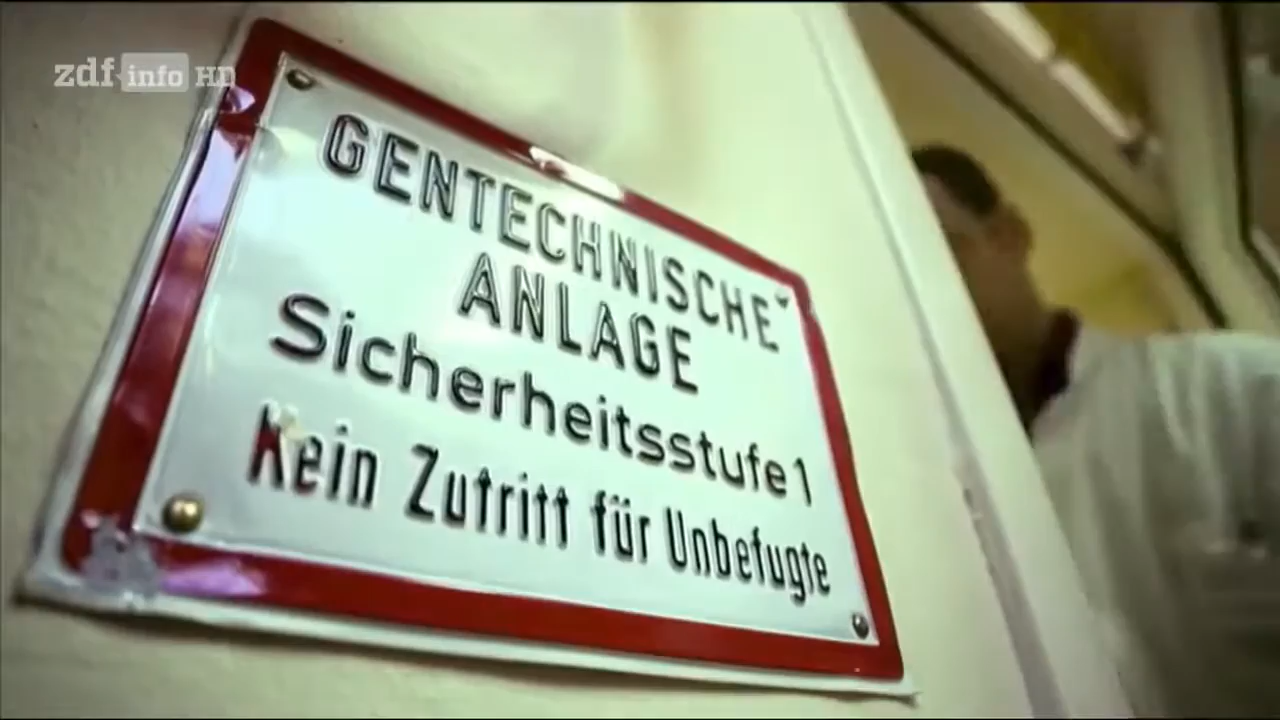 zdf info HD
GENTECHNISCHE
ANLAGE
Sicherheitsstufe 1
Kein Zutritt für Unbefugte